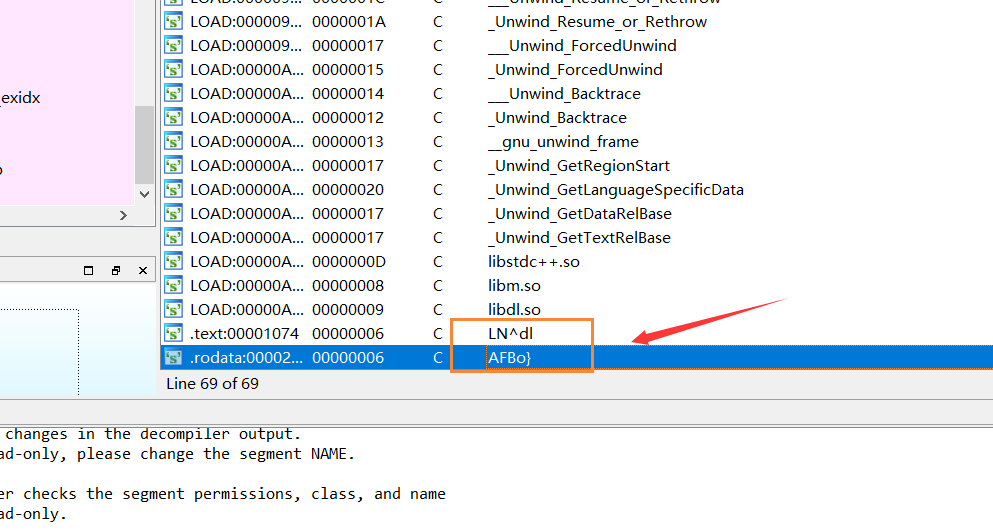 LOAD:000009... 0000001C C ___Unwind_Resume_or_Rethrow
LOAD:000009... 0000001A C _Unwind_Resume_or_Rethrow
LOAD:000009... 00000017 C ___Unwind_ForcedUnwind
LOAD:00000A... 00000015 C _Unwind_ForcedUnwind
LOAD:00000A... 00000014 C ___Unwind_Backtrace
LOAD:00000A... 00000012 C _Unwind_Backtrace
LOAD:00000A... 00000013 C __gnu_unwind_frame
LOAD:00000A... 00000017 C _Unwind_GetRegionStart
LOAD:00000A... 00000020 C _Unwind_GetLanguageSpecificData
LOAD:00000A... 00000017 C _Unwind_GetDataRelBase
LOAD:00000A... 00000017 C _Unwind_GetTextRelBase
LOAD:00000A... 0000000D C libstdc++.so
LOAD:00000A... 00000008 C libm.so
LOAD:00000A... 00000009 C libdl.so
.text:00001074 00000006 C LN^dl
.rodata:00002... 00000006 C AFBo}
Line 69 of 69
exidx
changes in the decompiler output.
ad-only, please change the segment NAME.
er checks the segment permissions, class, and name
ad-only.